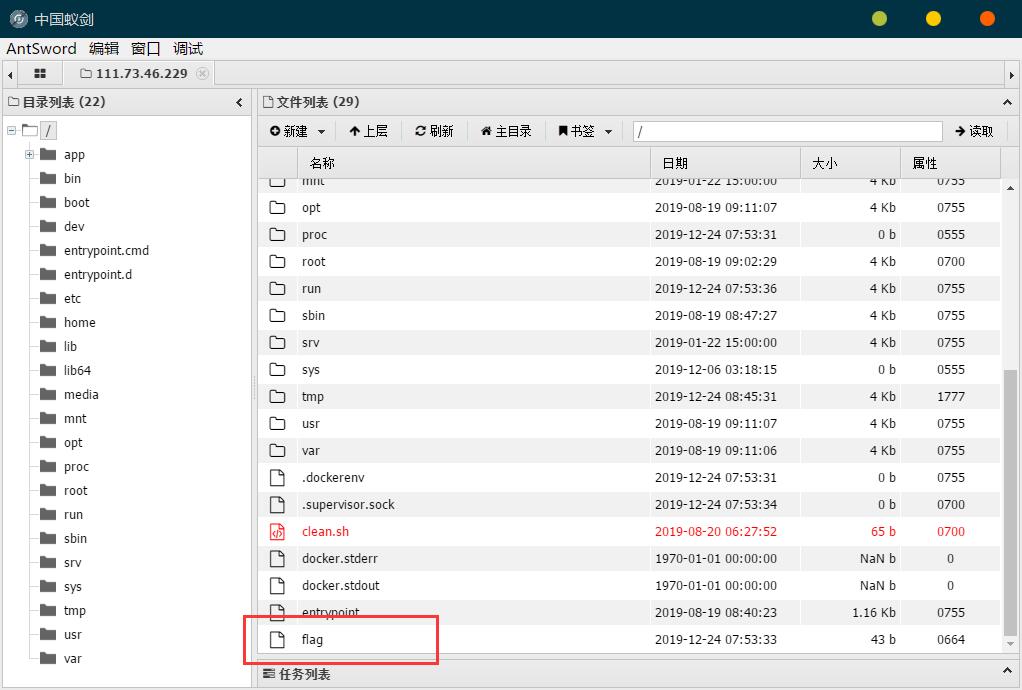 中国蚁剑
AntSword 编辑 窗口 调试
111.73.46.229
目录列表 (22)
/
app
bin
boot
dev
entrypoint.cmd
entrypoint.d
etc
home
lib
lib64
media
mnt
opt
proc
root
run
sbin
srv
sys
tmp
usr
var
文件列表 (29)
新建 上层 刷新 主目录 书签 / 读取
名称 日期 大小 属性
mnt 2019-01-22 15:00:00 4 Kb 0755
opt 2019-08-19 09:11:07 4 Kb 0755
proc 2019-12-24 07:53:31 0 b 0555
root 2019-08-19 09:02:29 4 Kb 0700
run 2019-12-24 07:53:36 4 Kb 0755
sbin 2019-08-19 08:47:27 4 Kb 0755
srv 2019-01-22 15:00:00 4 Kb 0755
sys 2019-12-06 03:18:15 0 b 0555
tmp 2019-12-24 08:45:31 4 Kb 1777
usr 2019-08-19 09:11:07 4 Kb 0755
var 2019-08-19 09:11:06 4 Kb 0755
.dockerenv 2019-12-24 07:53:31 0 b 0755
.supervisor.sock 2019-12-24 07:53:34 0 b 0700
clean.sh 2019-08-20 06:27:52 65 b 0700
docker.stderr 1970-01-01 00:00:00 NaN b 0
docker.stdout 1970-01-01 00:00:00 NaN b 0
entrypoint 2019-08-19 08:40:23 1.16 Kb 0755
flag 2019-12-24 07:53:33 43 b 0664
任务列表